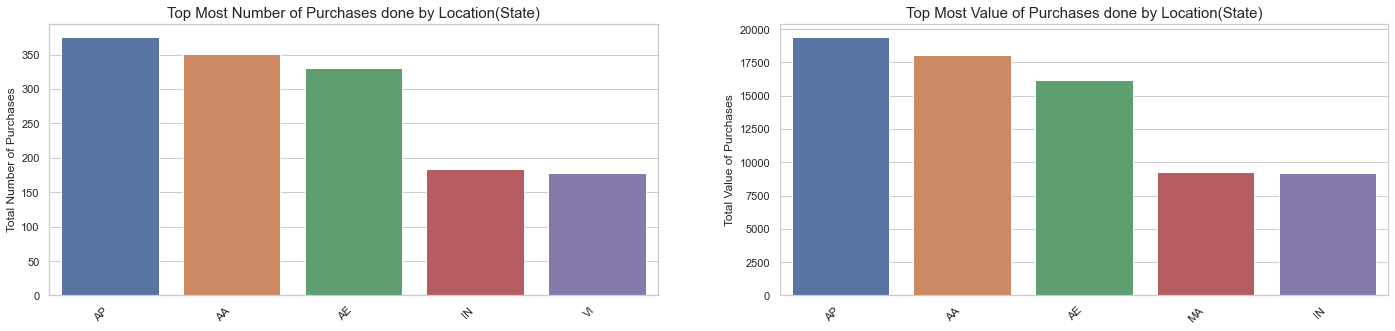 Top Most Number of Purchases done by Location(State)
Total Number of Purchases
350
300
250
200
150
100
50
0
AP
AA
AE
IN
VI
Top Most Value of Purchases done by Location(State)
Total Value of Purchases
20000
17500
15000
12500
10000
7500
5000
2500
0
AP
AA
AE
MA
IN